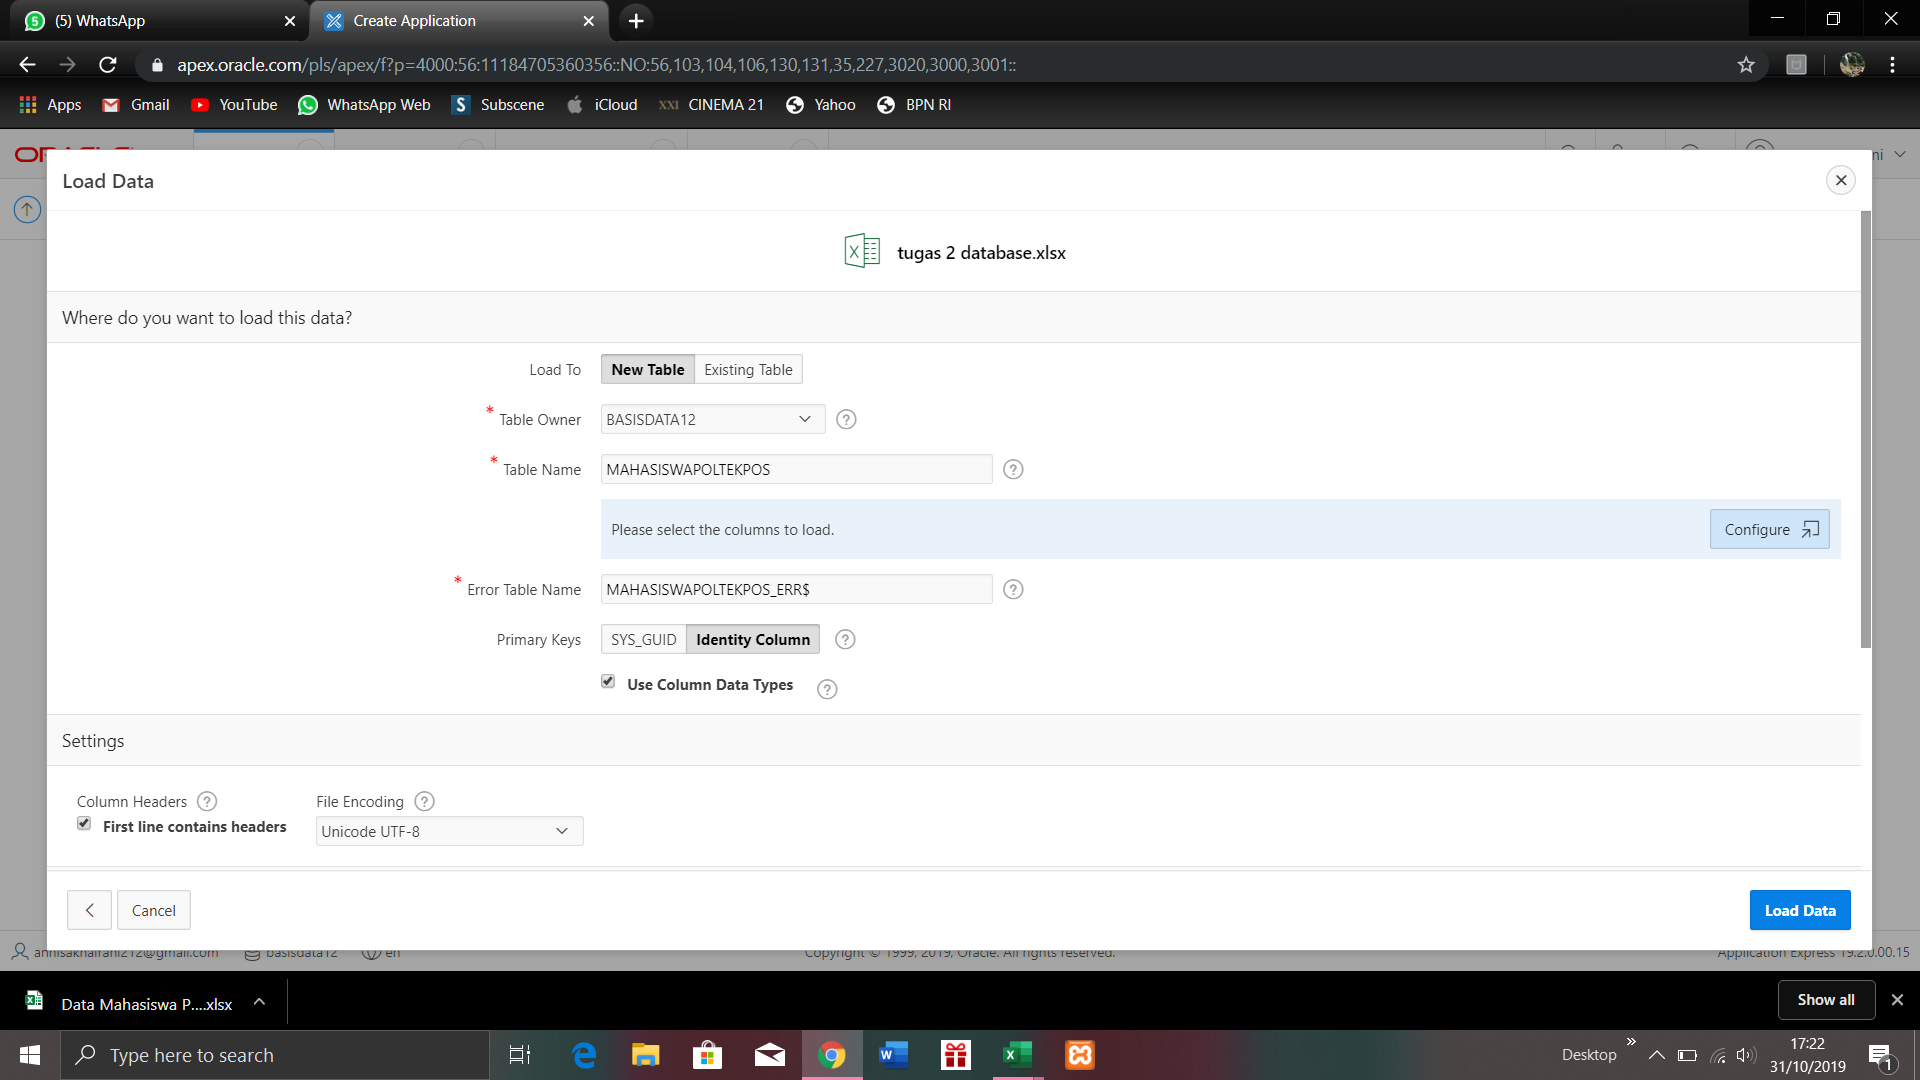 (5) WhatsApp
Create Application
apex.oracle.com/pls/apex/f?p=4000:56:11184705360356::NO:56,103,104,106,130,131,35,227,3020,3000,3001::
Apps
Gmail
YouTube
WhatsApp Web
Subscene
iCloud
XXI CINEMA 21
Yahoo
BPN RI
Load Data
tugas 2 database.xlsx
Where do you want to load this data?
Load To
New Table
Existing Table
* Table Owner
BASISDATA12
* Table Name
MAHASISWAPOLTEKPOS
Please select the columns to load.
Configure
* Error Table Name
MAHASISWAPOLTEKPOS_ERR$
Primary Keys
SYS_GUID
Identity Column
Use Column Data Types
Settings
Column Headers
File Encoding
First line contains headers
Unicode UTF-8
Cancel
Load Data
annisakhairani212@gmail.com
basisdata12
en
Copyright © 1999, 2019, Oracle. All rights reserved.
Application Express 19.2.0.00.15
Data Mahasiswa P....xlsx
Show all
Type here to search
Desktop
17:22
31/10/2019
1